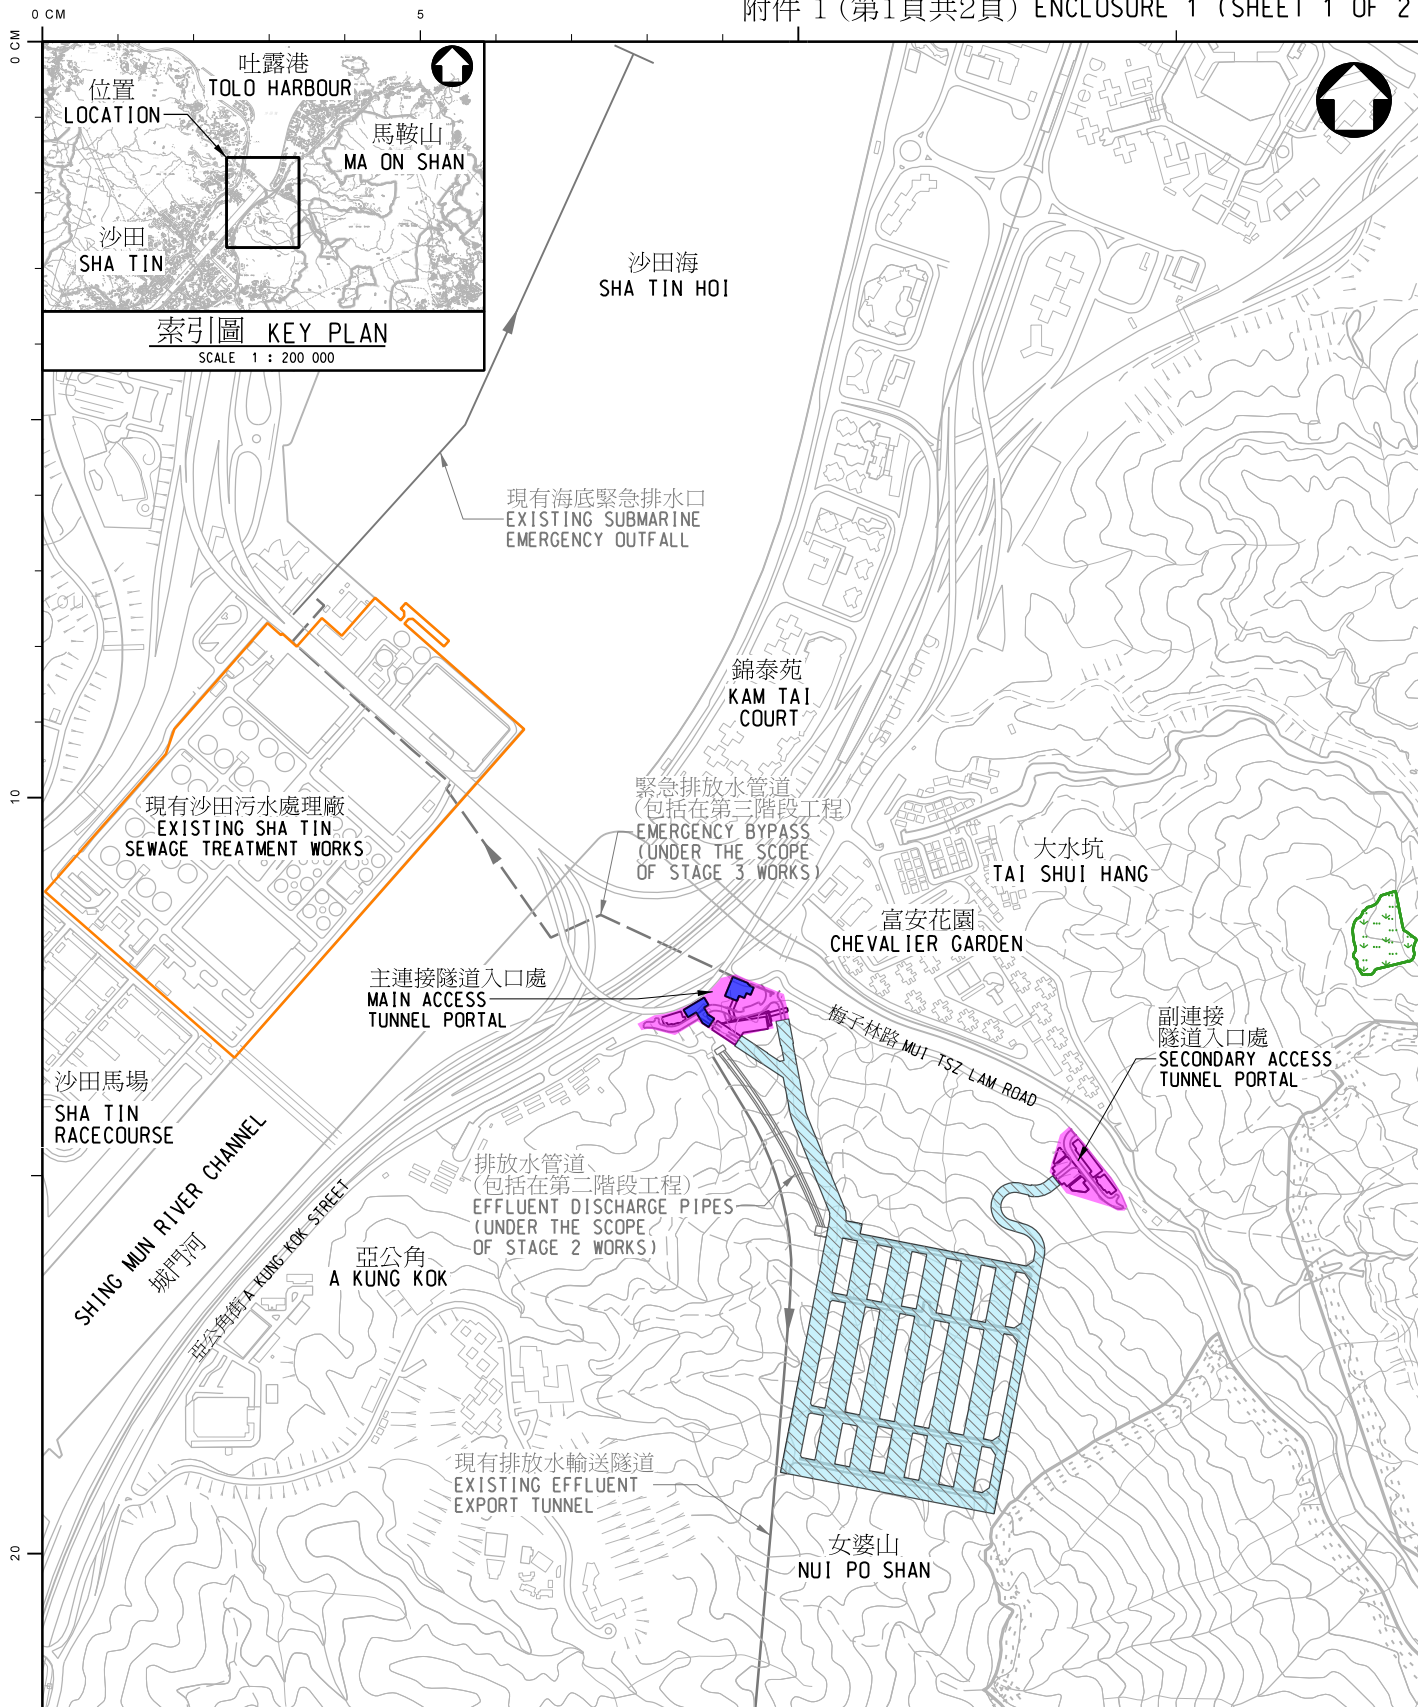 附件 1 (第1頁共2頁) ENCLOSURE 1 (SHEET 1 OF 2
0 CM
5
0 CM
10
20
吐露港
TOLO HARBOUR
位置
LOCATION
馬鞍山
MA ON SHAN
沙田
SHA TIN
索引圖 KEY PLAN
SCALE 1 : 200 000
沙田海
SHA TIN HOI
現有海底緊急排水口
EXISTING SUBMARINE
EMERGENCY OUTFALL
錦泰苑
KAM TAI
COURT
緊急排放水管道
(包括在第三階段工程)
EMERGENCY BYPASS
(UNDER THE SCOPE
OF STAGE 3 WORKS)
現有沙田污水處理廠
EXISTING SHA TIN
SEWAGE TREATMENT WORKS
大水坑
TAI SHUI HANG
富安花園
CHEVALIER GARDEN
主連接隧道入口處
MAIN ACCESS
TUNNEL PORTAL
梅子林路 MUI TSZ LAM ROAD
副連接
隧道入口處
SECONDARY ACCESS
TUNNEL PORTAL
沙田馬場
SHA TIN
RACECOURSE
SHING MUN RIVER CHANNEL
城門河
排放水管道
(包括在第二階段工程)
EFFLUENT DISCHARGE PIPES
(UNDER THE SCOPE
OF STAGE 2 WORKS)
亞公角街 A KUNG KOK STREET
亞公角
A KUNG KOK
現有排放水輸送隧道
EXISTING EFFLUENT
EXPORT TUNNEL
女婆山
NUI PO SHAN